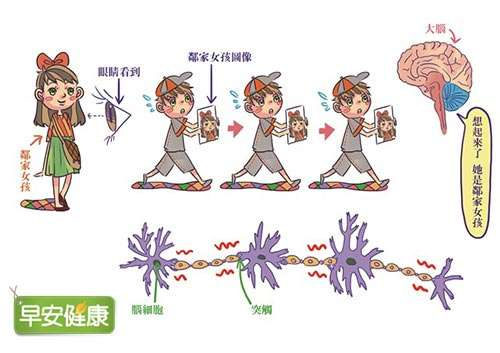 鄰家女孩
眼睛看到
鄰家女孩圖像
大腦
想起來了 她是鄰家女孩
腦細胞
突觸
早安健康